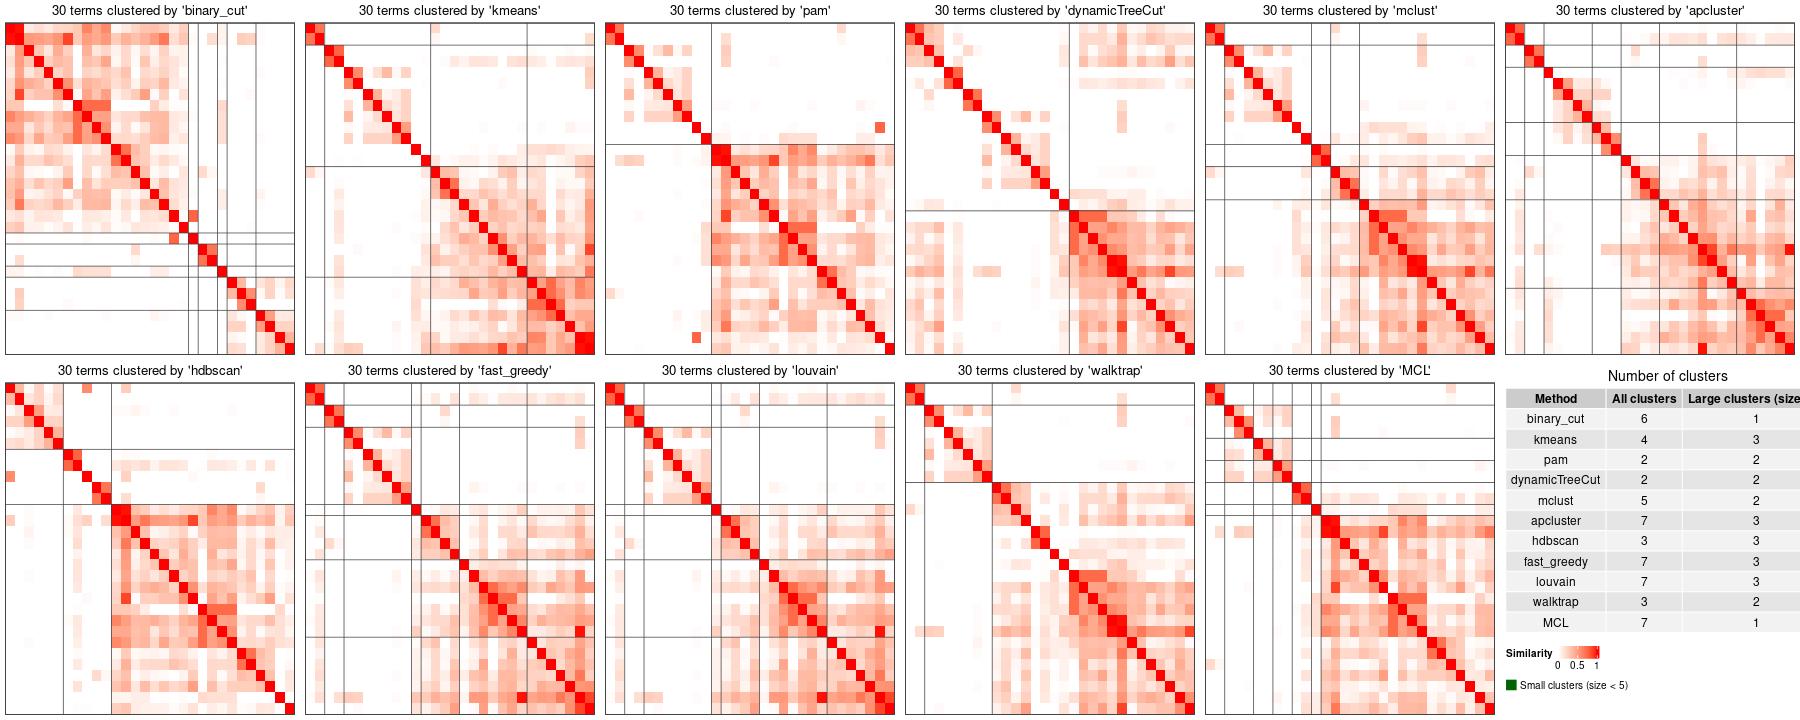 30 terms clustered by 'binary_cut'
30 terms clustered by 'kmeans'
30 terms clustered by 'pam'
30 terms clustered by 'dynamicTreeCut'
30 terms clustered by 'mclust'
30 terms clustered by 'apcluster'
30 terms clustered by 'hdbscan'
30 terms clustered by 'fast_greedy'
30 terms clustered by 'louvain'
30 terms clustered by 'walktrap'
30 terms clustered by 'MCL'
Number of clusters
Method All clusters Large clusters (size
binary_cut 6 1
kmeans 4 3
pam 2 2
dynamicTreeCut 2 2
mclust 5 2
apcluster 7 3
hdbscan 3 3
fast_greedy 7 3
louvain 7 3
walktrap 3 2
MCL 7 1
Similarity
0 0.5 1
Small clusters (size < 5)